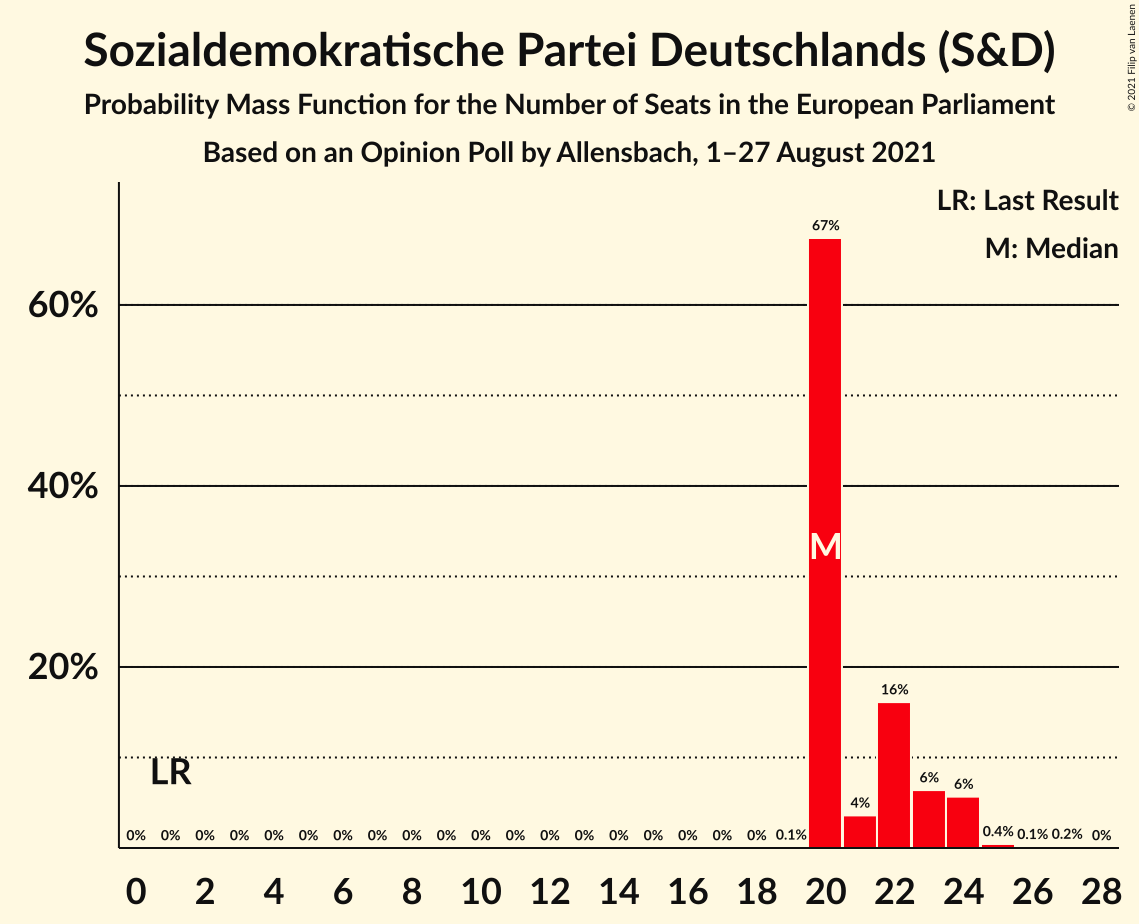 Sozialdemokratische Partei Deutschlands (S&D)
Probability Mass Function for the Number of Seats in the European Parliament
Based on an Opinion Poll by Allensbach, 1–27 August 2021
© 2021 Filip van Laenen
LR: Last Result
M: Median
67%
60%
40%
M
20%
16%
LR
6% 6%
4%
0% 0% 0% 0% 0% 0% 0% 0% 0% 0% 0% 0% 0% 0% 0% 0% 0% 0% 0% 0.1% 0.4% 0.1% 0.2% 0%
0 2 4 6 8 10 12 14 16 18 20 22 24 26 28